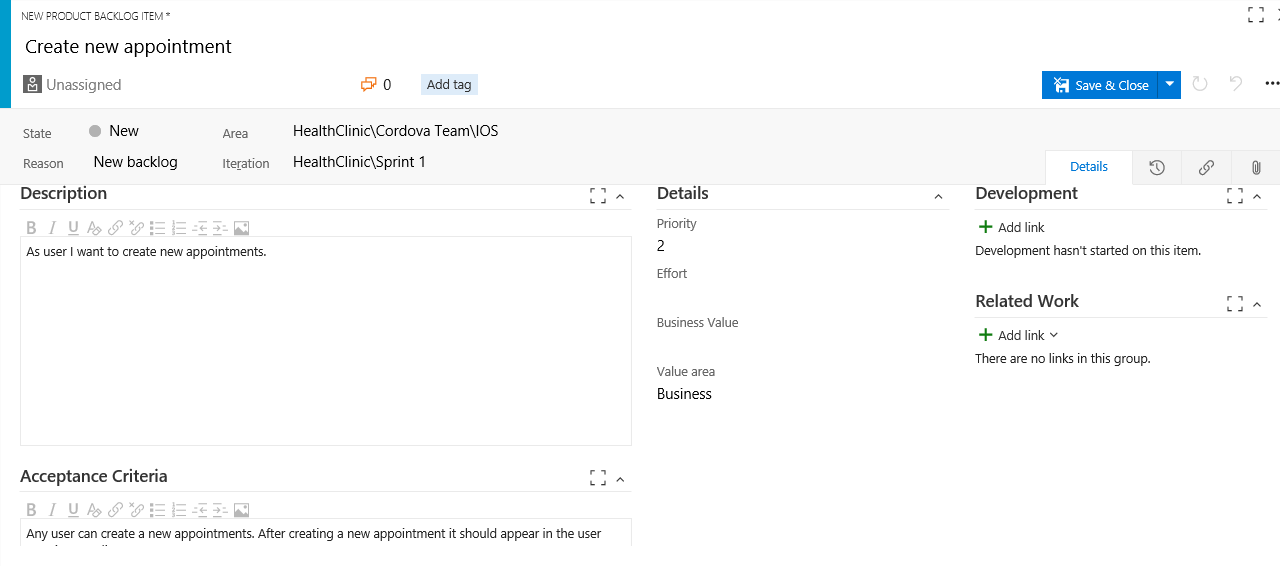 NEW PRODUCT BACKLOG ITEM *
Create new appointment
Unassigned
0
Add tag
Save & Close
State
New
Area
HealthClinic\Cordova Team\IOS
Reason
New backlog
Iteration
HealthClinic\Sprint 1
Details
Description
B I U A
As user I want to create new appointments.
Acceptance Criteria
B I U A
Any user can create a new appointments. After creating a new appointment it should appear in the user
Details
Priority
2
Effort
Business Value
Value area
Business
Development
Add link
Development hasn't started on this item.
Related Work
Add link
There are no links in this group.